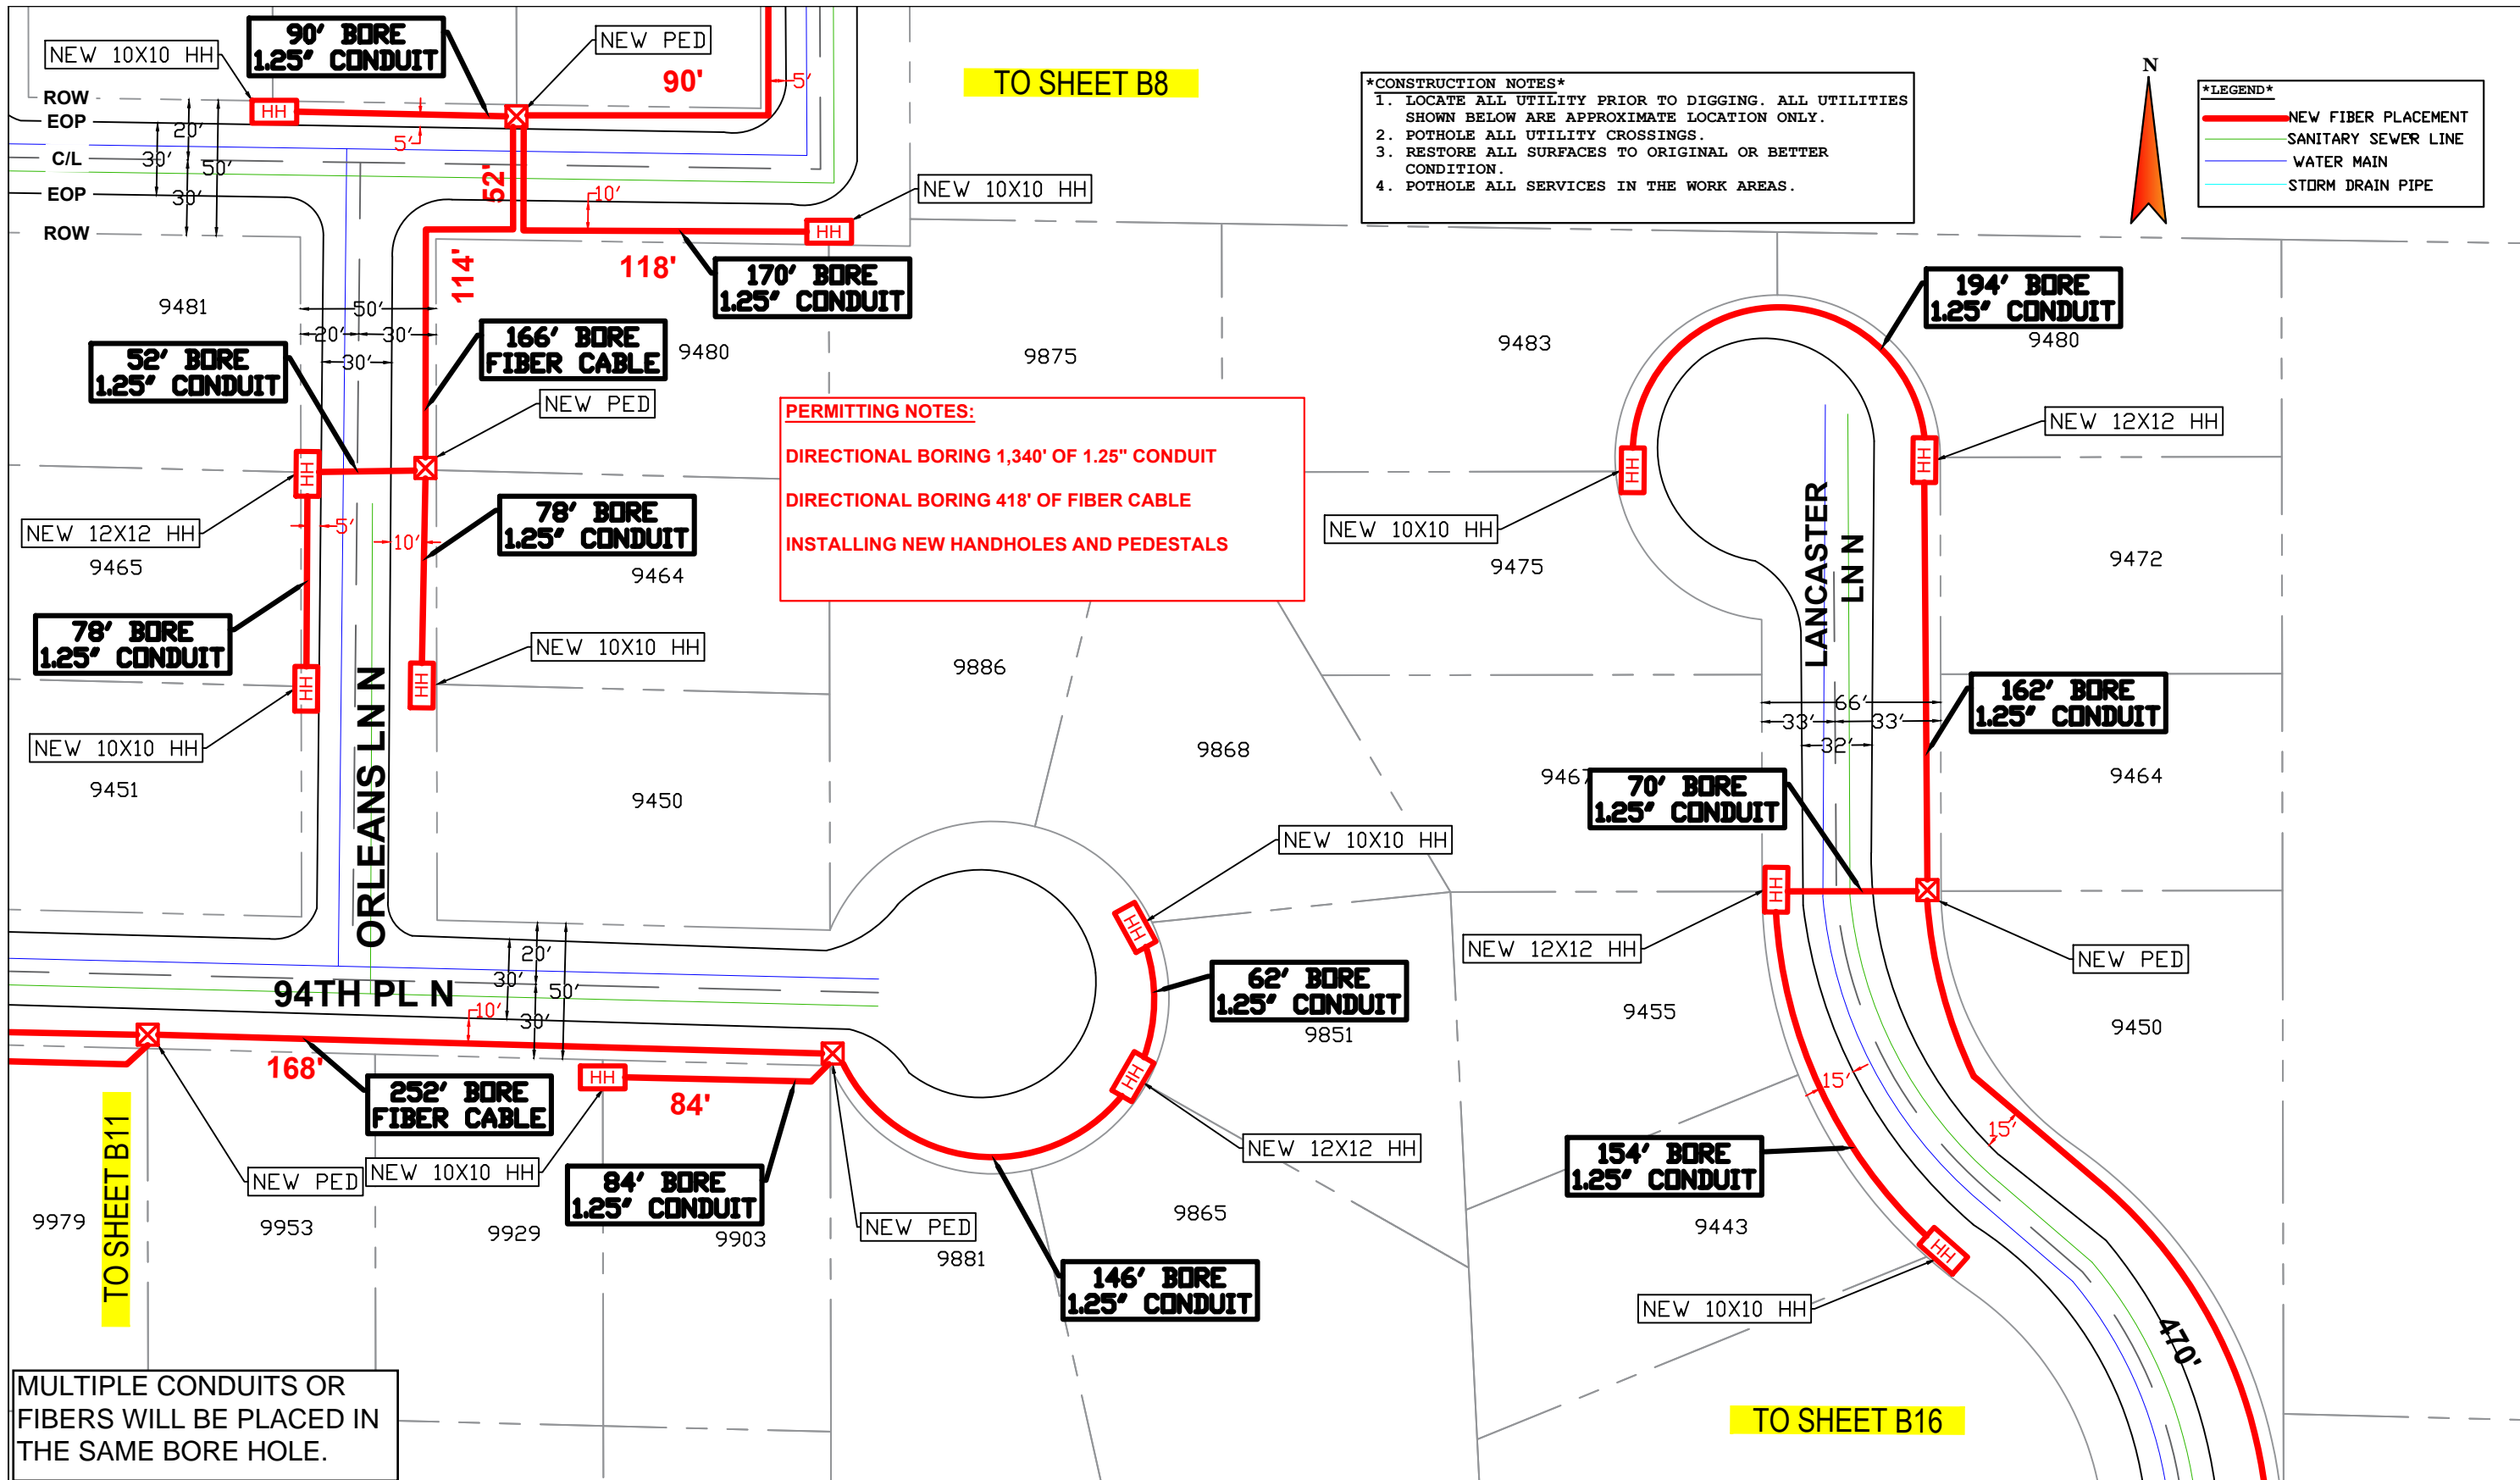 90' BORE
1.25" CONDUIT
NEW 10X10 HH
NEW PED
90'
5'
TO SHEET B8
*CONSTRUCTION NOTES*
1. LOCATE ALL UTILITY PRIOR TO DIGGING. ALL UTILITIES
SHOWN BELOW ARE APPROXIMATE LOCATION ONLY.
2. POTHOLE ALL UTILITY CROSSINGS.
3. RESTORE ALL SURFACES TO ORIGINAL OR BETTER
CONDITION.
4. POTHOLE ALL SERVICES IN THE WORK AREAS.
N
*LEGEND*
NEW FIBER PLACEMENT
SANITARY SEWER LINE
WATER MAIN
STORM DRAIN PIPE
ROW
EOP
C/L
EOP
ROW
HH
20'
30'
50'
30'
5'
52'
10'
NEW 10X10 HH
HH
118'
114'
170' BORE
1.25" CONDUIT
9481
50'
20'
30'
30'
166' BORE
FIBER CABLE
9480
9875
9483
194' BORE
1.25" CONDUIT
9480
52' BORE
1.25" CONDUIT
NEW PED
PERMITTING NOTES:
DIRECTIONAL BORING 1,340' OF 1.25" CONDUIT
DIRECTIONAL BORING 418' OF FIBER CABLE
INSTALLING NEW HANDHOLES AND PEDESTALS
NEW 12X12 HH
HH
HH
HH
NEW 10X10 HH
NEW 12X12 HH
5'
10'
78' BORE
1.25" CONDUIT
9465
9464
9475
9472
LANCASTER
LN N
78' BORE
1.25" CONDUIT
NEW 10X10 HH
HH
HH
NEW 10X10 HH
9451
ORLEANS LN N
9450
9886
9868
66'
33'
33'
32'
162' BORE
1.25" CONDUIT
9467
70' BORE
1.25" CONDUIT
9464
NEW 10X10 HH
HH
HH
NEW 12X12 HH
NEW PED
20'
30'
50'
30'
10'
94TH PL N
62' BORE
1.25" CONDUIT
9851
9455
9450
168'
252' BORE
FIBER CABLE
HH
84'
HH
15'
15'
TO SHEET B11
NEW PED
NEW 10X10 HH
84' BORE
1.25" CONDUIT
NEW 12X12 HH
154' BORE
1.25" CONDUIT
9979
9953
9929
9903
NEW PED
9881
9865
9443
HH
146' BORE
1.25" CONDUIT
NEW 10X10 HH
470'
MULTIPLE CONDUITS OR
FIBERS WILL BE PLACED IN
THE SAME BORE HOLE.
TO SHEET B16